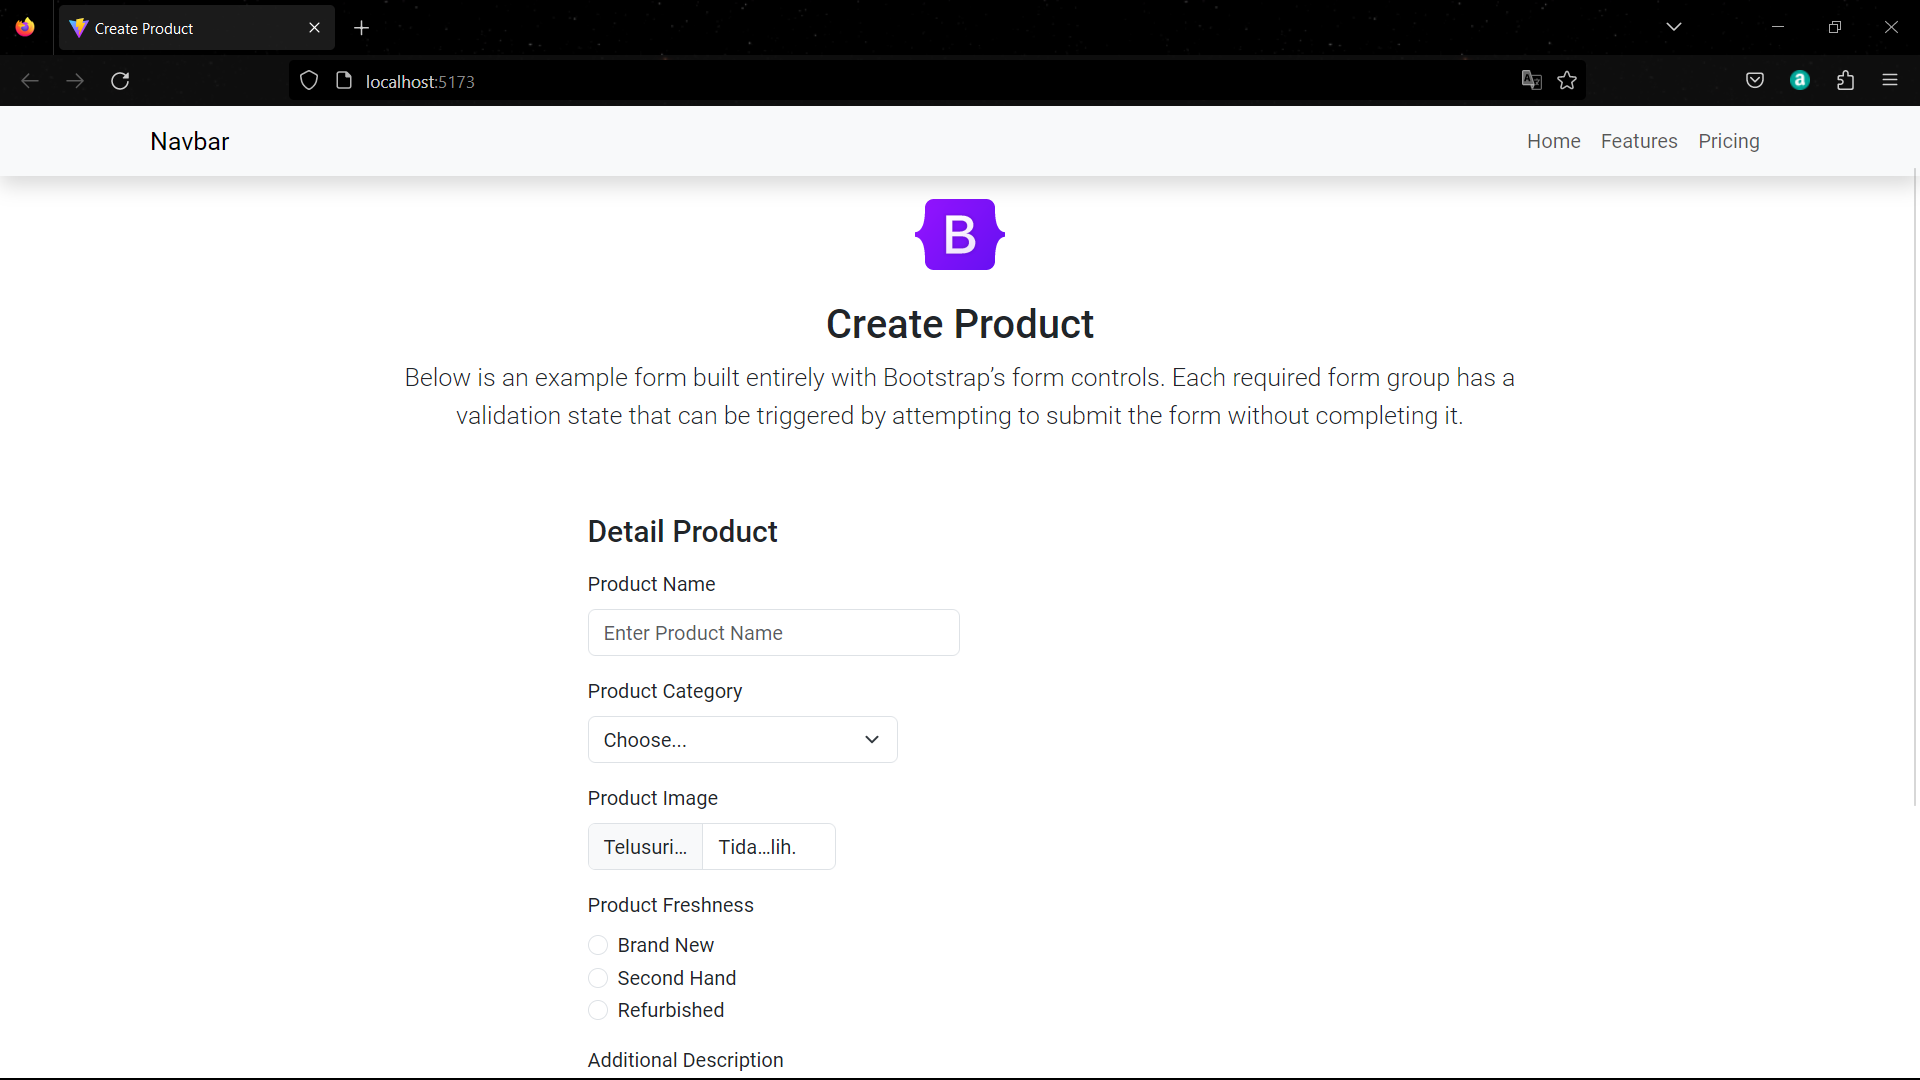 Create Product
localhost:5173
Navbar
Home Features Pricing
B
Create Product
Below is an example form built entirely with Bootstrap’s form controls. Each required form group has a
validation state that can be triggered by attempting to submit the form without completing it.
Detail Product
Product Name
Enter Product Name
Product Category
Choose...
Product Image
Telusuri... Tida...lih.
Product Freshness
Brand New
Second Hand
Refurbished
Additional Description